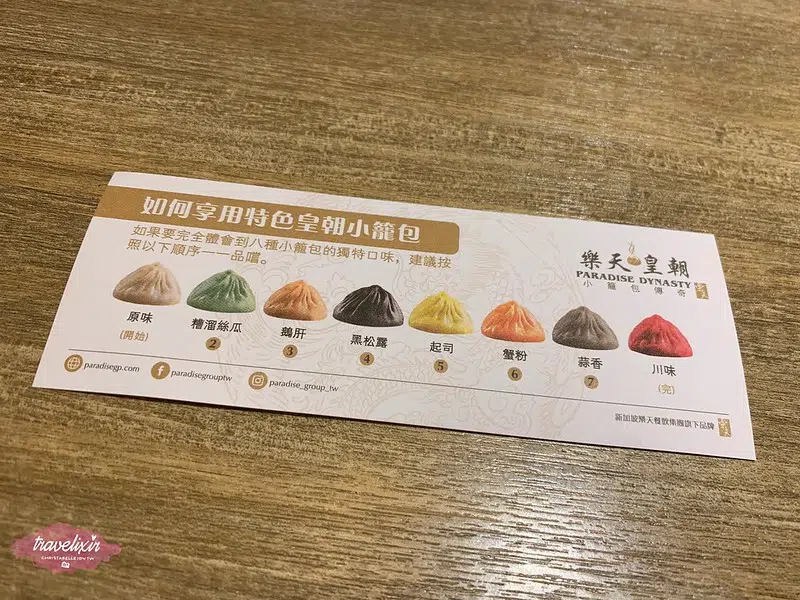 如何享用特色皇朝小籠包
如果要完全體會到八種小籠包的獨特口味，建議按
照以下順序一一品嚐。
樂天皇朝
PARADISE DYNASTY
小籠包傳奇
原味
(開始)
糟溜絲瓜
2
鵝肝
3
黑松露
4
起司
5
蟹粉
6
蒜香
7
川味
(完)
paradisegp.com
paradisegrouptw
paradise_group_tw
新加坡樂天餐飲集團旗下品牌
travelixir